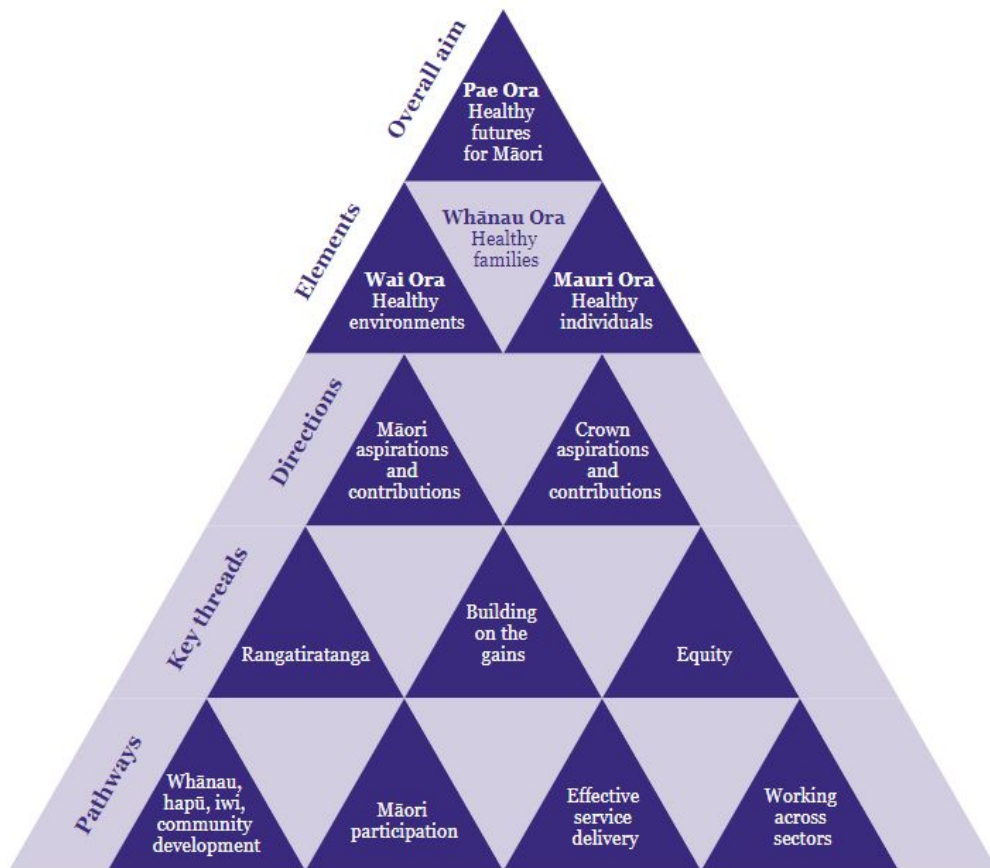 Overall aim
Pae Ora
Healthy
futures
for Māori
Elements
Whānau Ora
Healthy
families
Wai Ora
Healthy
environments
Mauri Ora
Healthy
individuals
Directions
Māori
aspirations
and
contributions
Crown
aspirations
and
contributions
Key threads
Rangatiratanga
Building
on the
gains
Equity
Pathways
Whānau,
hapū, iwi,
community
development
Māori
participation
Effective
service
delivery
Working
across
sectors